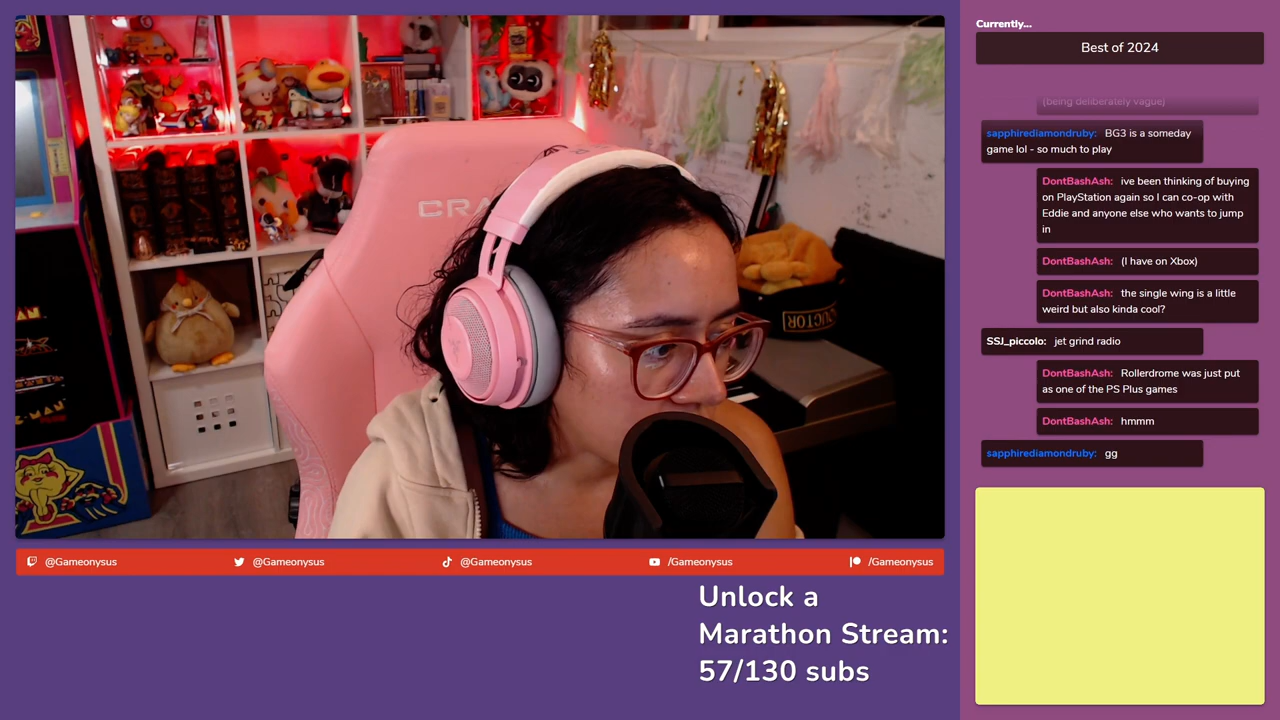 Currently...
Best of 2024
(being deliberately vague)
sapphirediamondruby: BG3 is a someday
game lol - so much to play
DontBashAsh: ive been thinking of buying
on PlayStation again so I can co-op with
Eddie and anyone else who wants to jump
in
DontBashAsh: (I have on Xbox)
DontBashAsh: the single wing is a little
weird but also kinda cool?
SSJ_piccolo: jet grind radio
DontBashAsh: Rollerdrome was just put
as one of the PS Plus games
DontBashAsh: hmmm
sapphirediamondruby: gg
CRA
DUCTOR
@Gameonysus
@Gameonysus
@Gameonysus
/Gameonysus
/Gameonysus
Unlock a
Marathon Stream:
57/130 subs